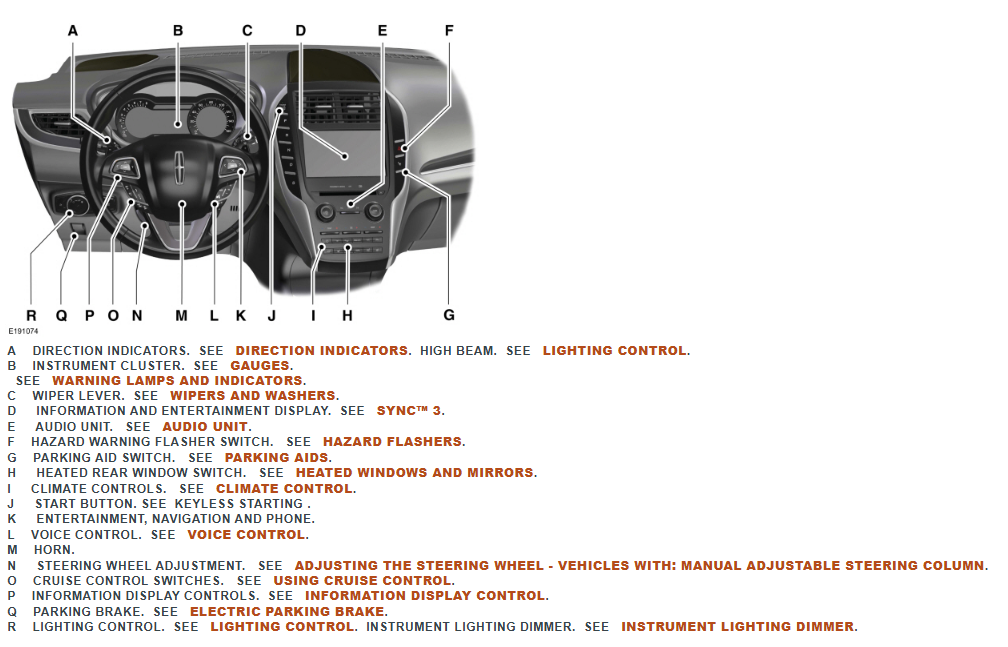 A B C D E F
R Q P O N M L K J I H G
E191074
A DIRECTION INDICATORS. SEE DIRECTION INDICATORS. HIGH BEAM. SEE LIGHTING CONTROL.
B INSTRUMENT CLUSTER. SEE GAUGES.
SEE WARNING LAMPS AND INDICATORS.
C WIPER LEVER. SEE WIPERS AND WASHERS.
D INFORMATION AND ENTERTAINMENT DISPLAY. SEE SYNC™ 3.
E AUDIO UNIT. SEE AUDIO UNIT.
F HAZARD WARNING FLASHER SWITCH. SEE HAZARD FLASHERS.
G PARKING AID SWITCH. SEE PARKING AIDS.
H HEATED REAR WINDOW SWITCH. SEE HEATED WINDOWS AND MIRRORS.
I CLIMATE CONTROLS. SEE CLIMATE CONTROL.
J START BUTTON. SEE KEYLESS STARTING .
K ENTERTAINMENT, NAVIGATION AND PHONE.
L VOICE CONTROL. SEE VOICE CONTROL.
M HORN.
N STEERING WHEEL ADJUSTMENT. SEE ADJUSTING THE STEERING WHEEL - VEHICLES WITH: MANUAL ADJUSTABLE STEERING COLUMN.
O CRUISE CONTROL SWITCHES. SEE USING CRUISE CONTROL.
P INFORMATION DISPLAY CONTROLS. SEE INFORMATION DISPLAY CONTROL.
Q PARKING BRAKE. SEE ELECTRIC PARKING BRAKE.
R LIGHTING CONTROL. SEE LIGHTING CONTROL. INSTRUMENT LIGHTING DIMMER. SEE INSTRUMENT LIGHTING DIMMER.